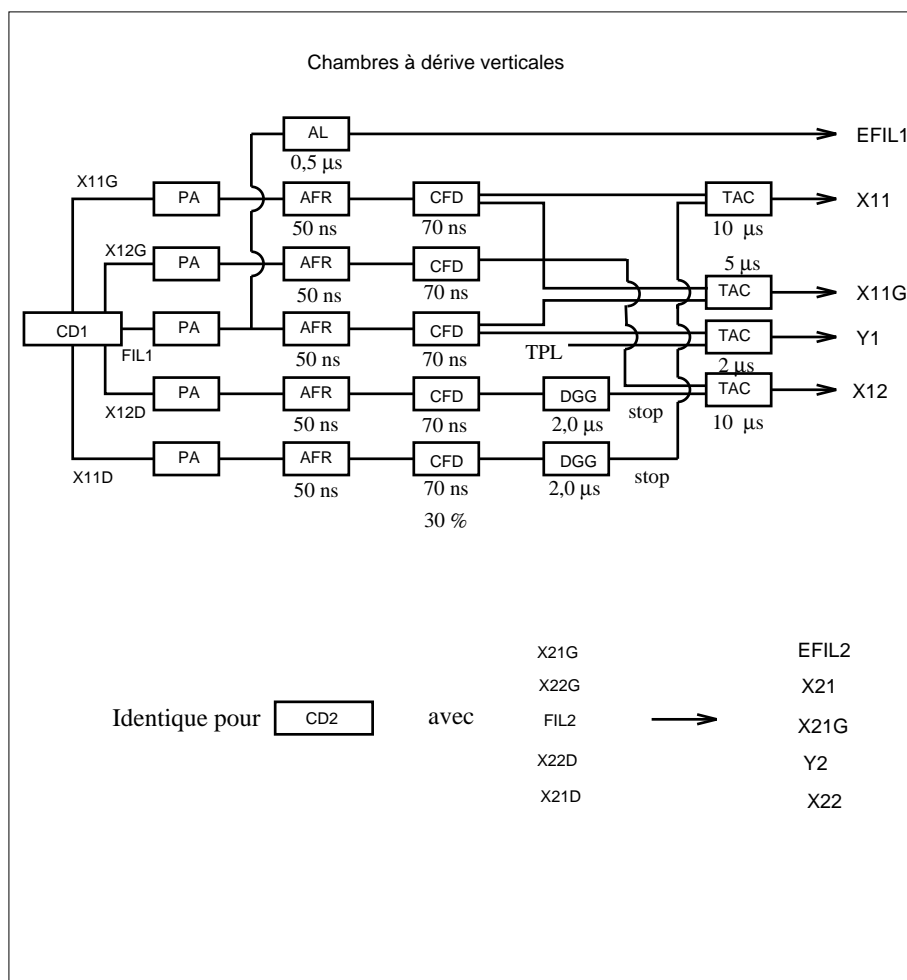 Chambres à dérive verticales
AL
EFIL1
0,5 µs
X11G
PA
AFR
CFD
TAC
X11
50 ns
70 ns
10 µs
X12G
PA
AFR
CFD
5 µs
50 ns
70 ns
TAC
X11G
CD1
FIL1
PA
AFR
CFD
TPL
TAC
Y1
50 ns
70 ns
2 µs
X12D
PA
AFR
CFD
DGG
stop
TAC
X12
50 ns
70 ns
2,0 µs
10 µs
X11D
PA
AFR
CFD
DGG
stop
50 ns
70 ns
2,0 µs
30 %
X21G
EFIL2
X22G
X21
Identique pour CD2 avec FIL2
X21G
X22D
Y2
X21D
X22